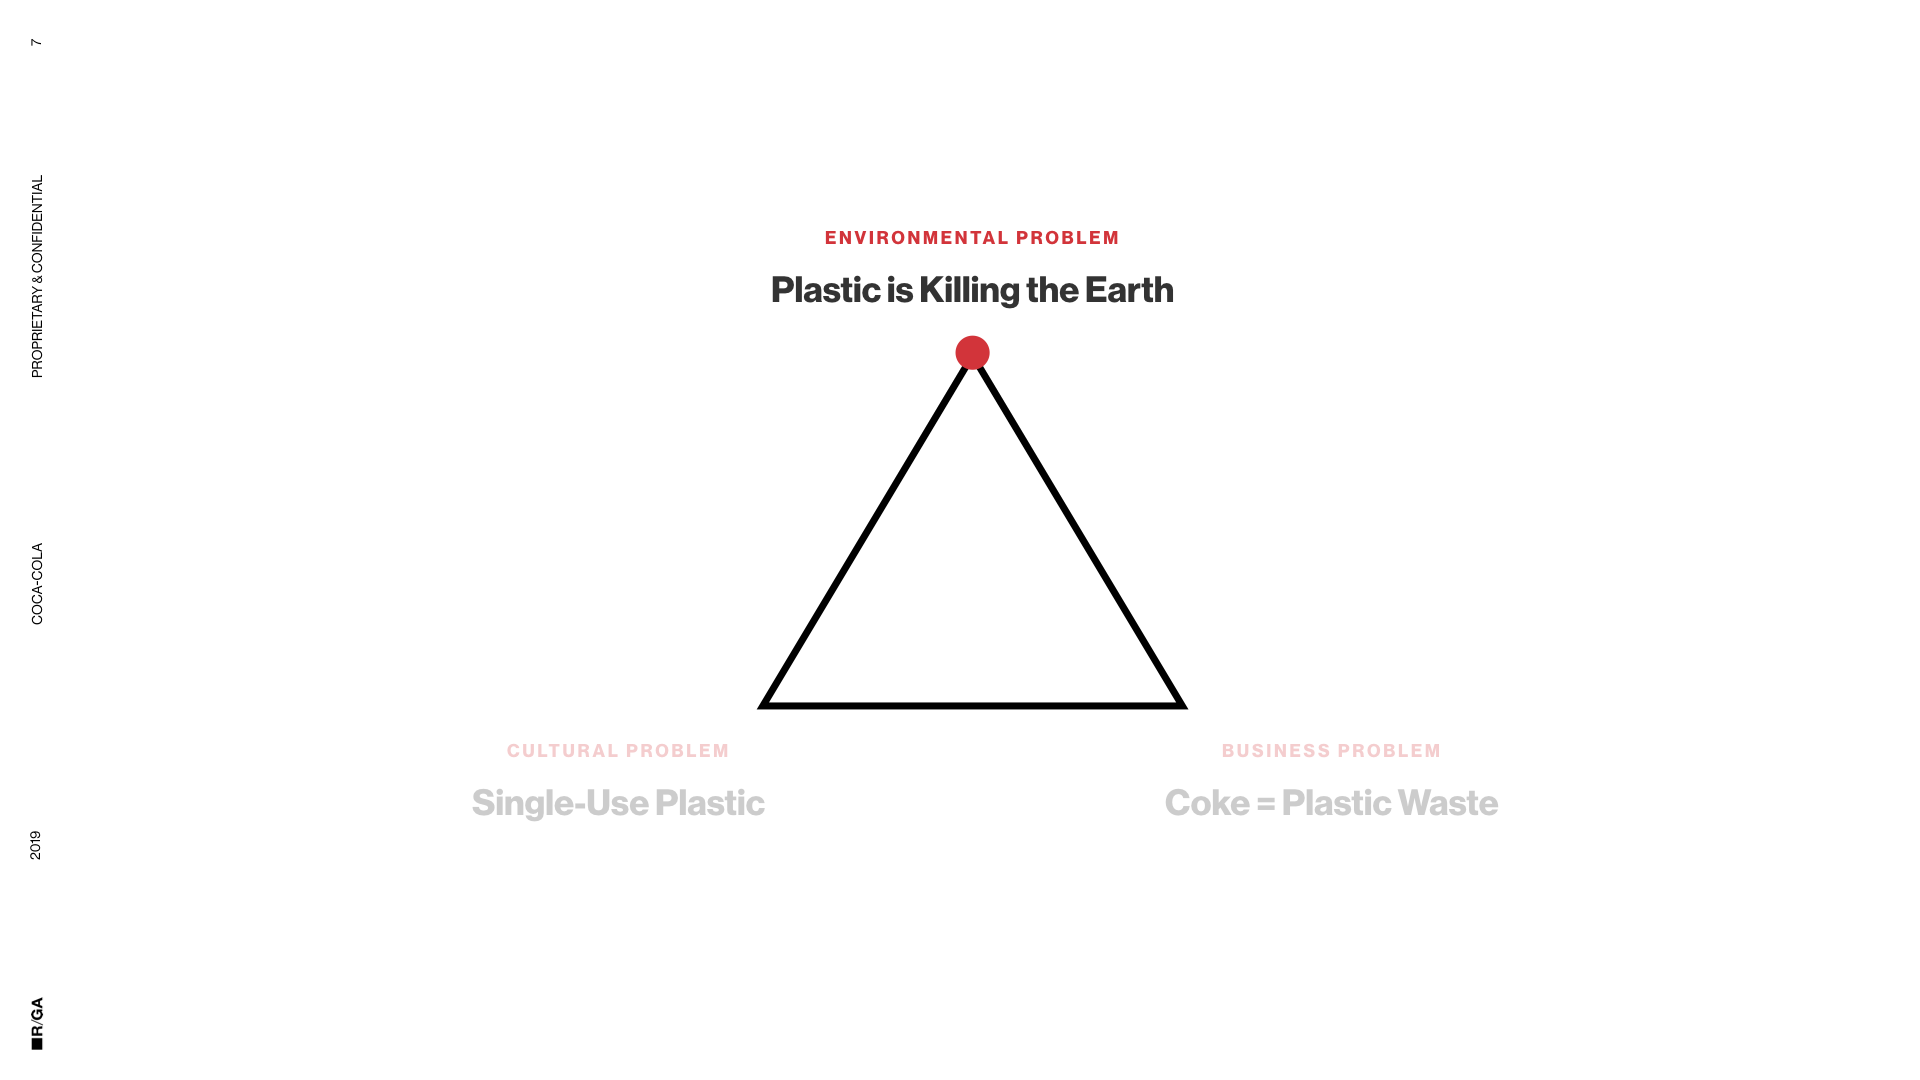 7
PROPRIETARY & CONFIDENTIAL
COCA-COLA
2019
R/GA
ENVIRONMENTAL PROBLEM
Plastic is Killing the Earth
CULTURAL PROBLEM
Single-Use Plastic
BUSINESS PROBLEM
Coke = Plastic Waste